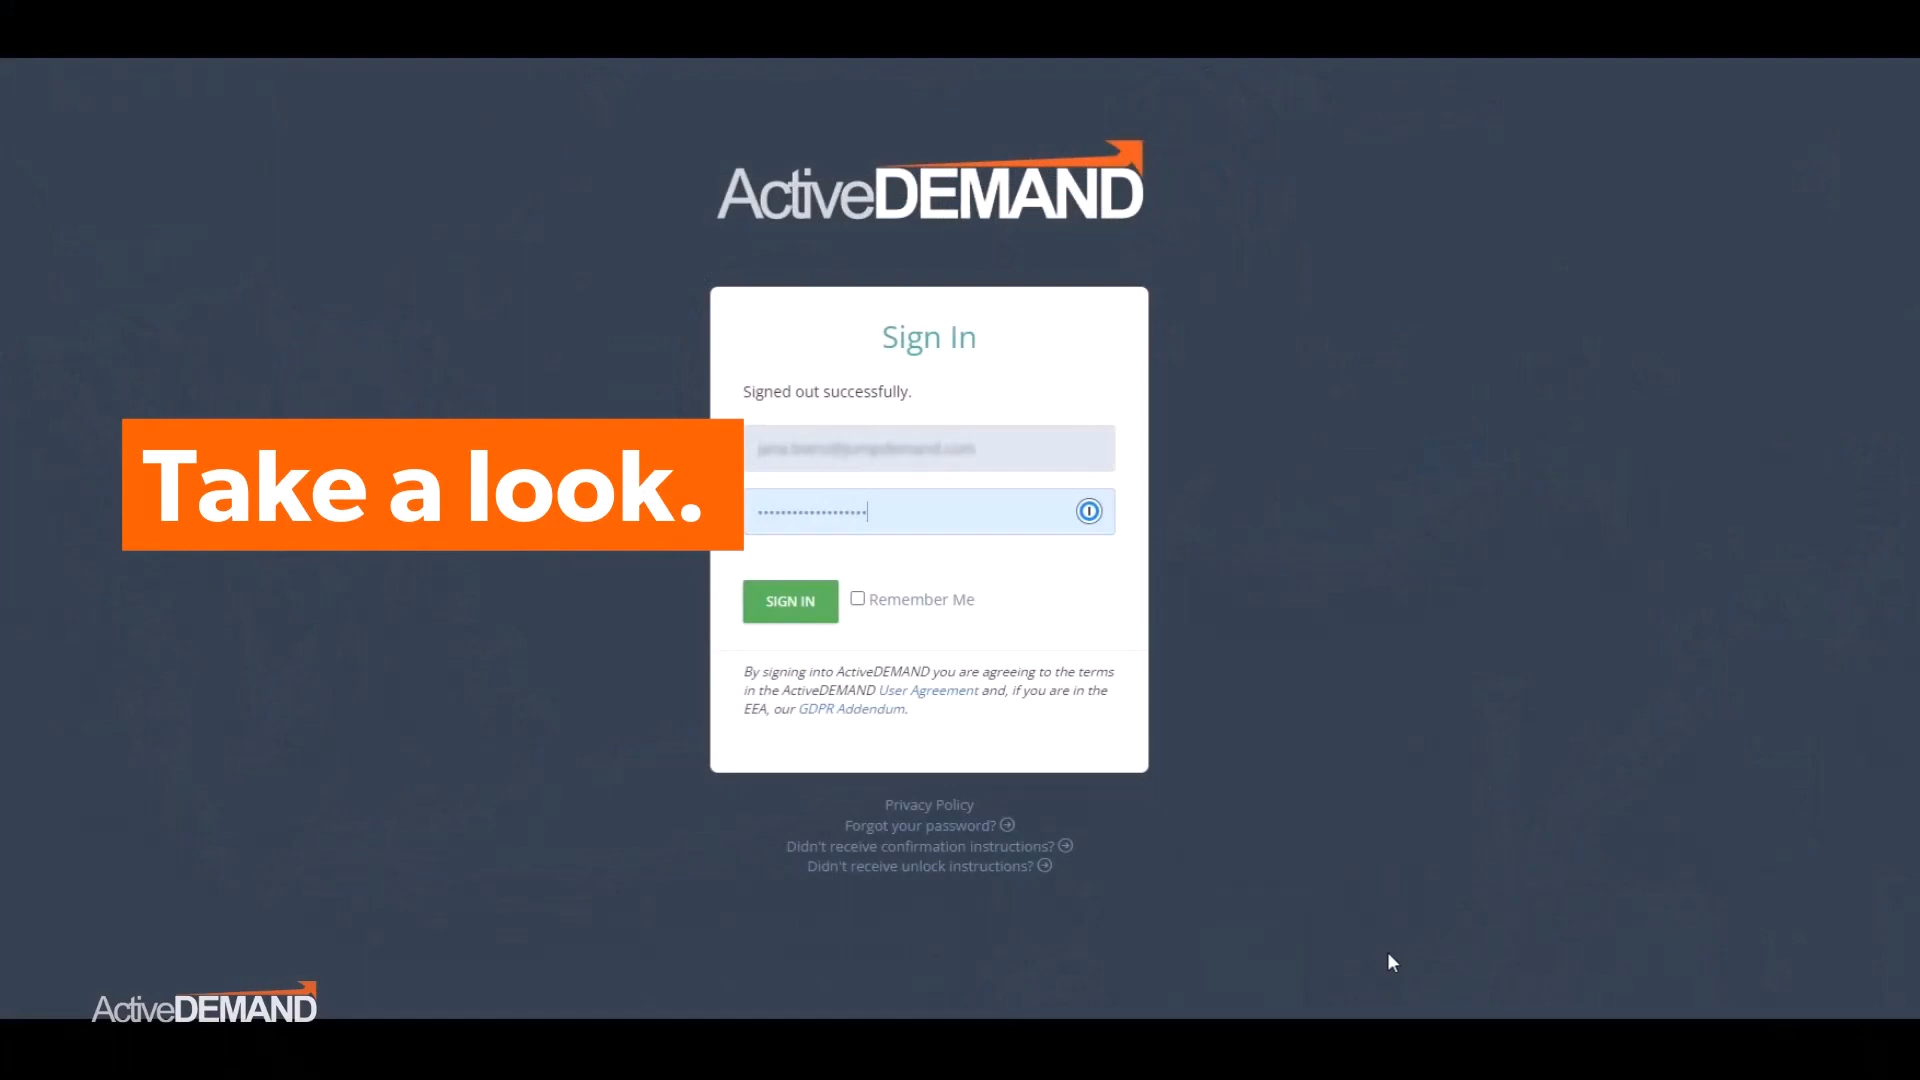 ActiveDEMAND
Sign In
Signed out successfully.
Take a look.
SIGN IN
Remember Me
By signing into ActiveDEMAND you are agreeing to the terms
in the ActiveDEMAND User Agreement and, if you are in the
EEA, our GDPR Addendum.
Privacy Policy
Forgot your password?
Didn't receive confirmation instructions?
Didn't receive unlock instructions?
ActiveDEMAND